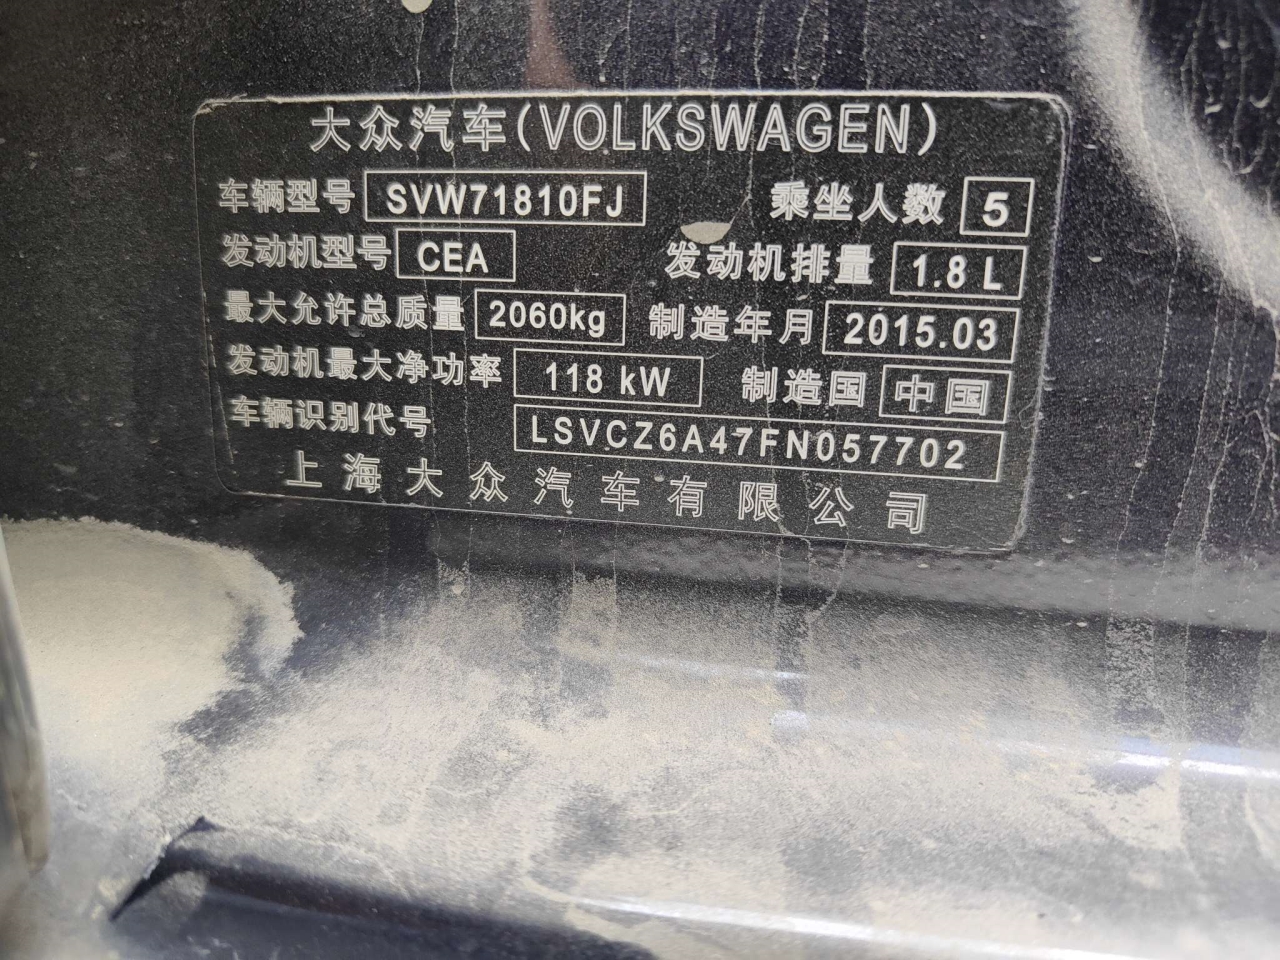 大众汽车(VOLKSWAGEN)
车辆型号 SVW71810FJ 乘坐人数 5
发动机型号 CEA 发动机排量 1.8 L
最大允许总质量 2060kg 制造年月 2015.03
发动机最大净功率 118 kW 制造国 中国
车辆识别代号 LSVCZ6A47FN057702
上海大众汽车有限公司